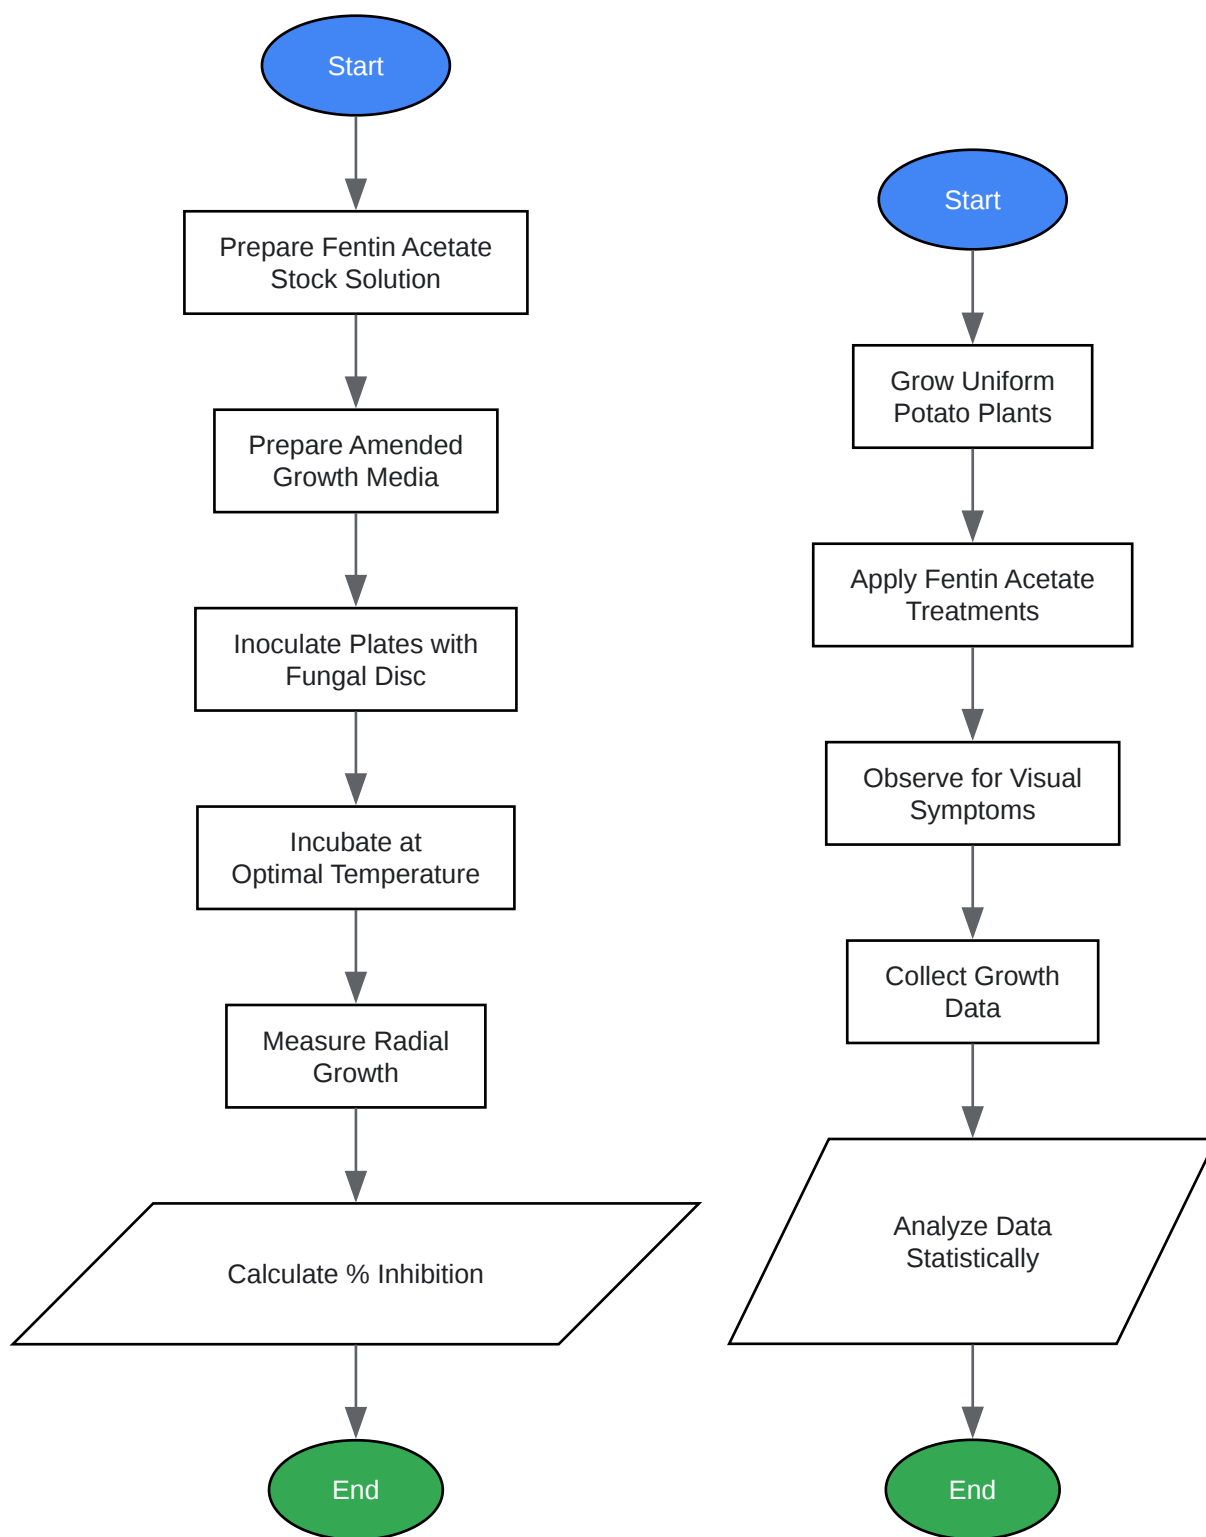 Start
Prepare Fentin Acetate
Stock Solution
Prepare Amended
Growth Media
Inoculate Plates with
Fungal Disc
Incubate at
Optimal Temperature
Measure Radial
Growth
Calculate % Inhibition
End
Start
Grow Uniform
Potato Plants
Apply Fentin Acetate
Treatments
Observe for Visual
Symptoms
Collect Growth
Data
Analyze Data
Statistically
End